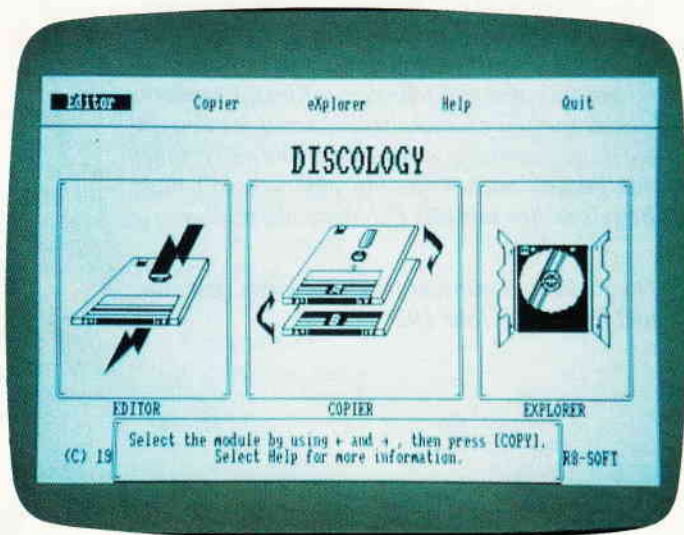 Editor Copier eXplorer Help Quit
DISCOLOGY
EDITOR COPIER EXPLORER
Select the module by using ← and → , then press [COPY].
Select Help for more information.
(C) 19 R8-SOFT